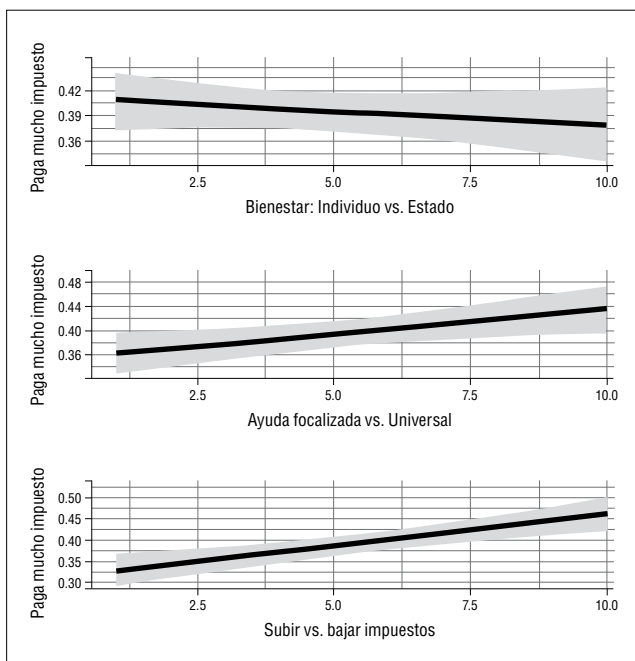 Paga mucho impuesto
0.42
0.39
0.36
2.5 5.0 7.5 10.0
Bienestar: Individuo vs. Estado
Paga mucho impuesto
0.48
0.44
0.40
0.36
2.5 5.0 7.5 10.0
Ayuda focalizada vs. Universal
Paga mucho impuesto
0.50
0.45
0.40
0.35
0.30
2.5 5.0 7.5 10.0
Subir vs. bajar impuestos